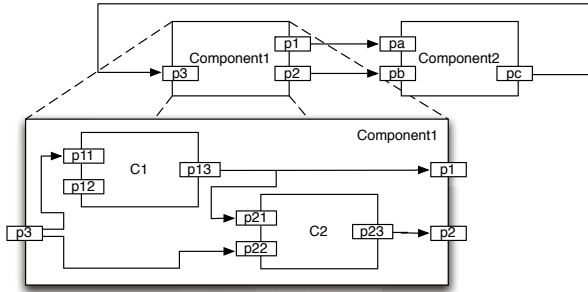 p1
pa
Component1
Component2
p3
p2
pb
pc
Component1
p11
C1
p13
p1
p12
p21
p3
C2
p23
p2
p22